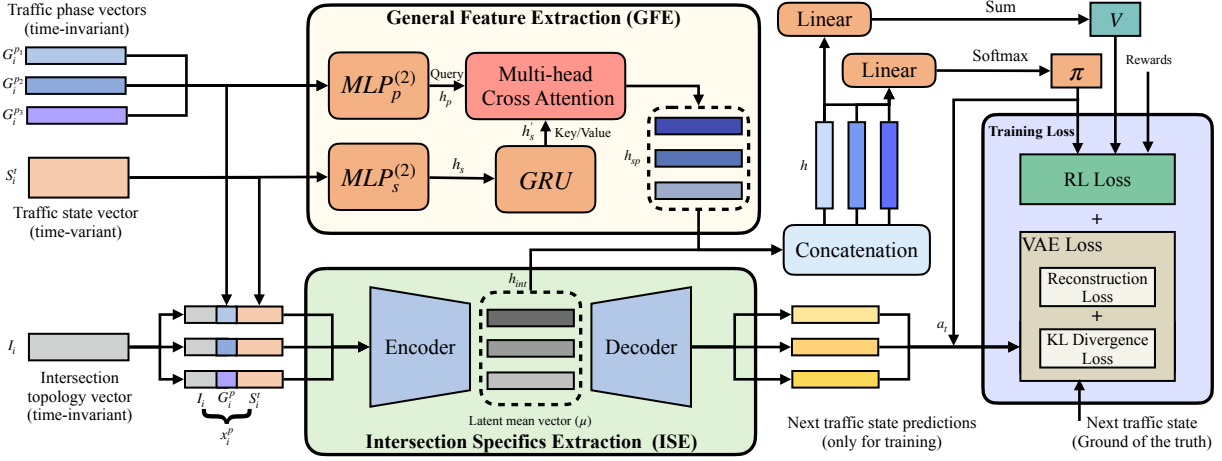 Traffic phase vectors
(time-invariant)
G_i^{p_1}
G_i^{p_2}
G_i^{p_3}
S_i^t
Traffic state vector
(time-variant)
I_i
Intersection
topology vector
(time-invariant)
I_i G_i^p S_i^t
x_i^p
General Feature Extraction (GFE)
MLP_p^{(2)}
Query
h_p
Multi-head
Cross Attention
h_s^'
Key/Value
MLP_s^{(2)}
h_s
GRU
h_{sp}
h_{int}
Encoder
Decoder
Latent mean vector (μ)
Intersection Specifics Extraction (ISE)
Linear
Sum
V
Linear
Softmax
π
Rewards
h
Concatenation
Next traffic state predictions
(only for training)
a_t
Training Loss
RL Loss
+
VAE Loss
Reconstruction
Loss
+
KL Divergence
Loss
Next traffic state
(Ground of the truth)